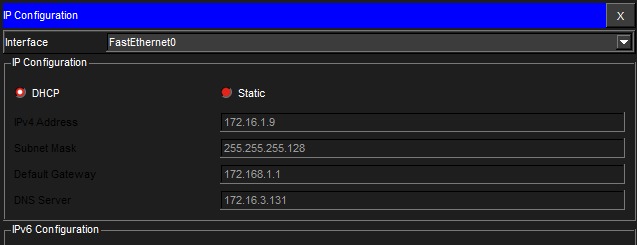 IP Configuration X
Interface FastEthernet0
IP Configuration
DHCP Static
IPv4 Address 172.16.1.9
Subnet Mask 255.255.255.128
Default Gateway 172.168.1.1
DNS Server 172.16.3.131
IPv6 Configuration